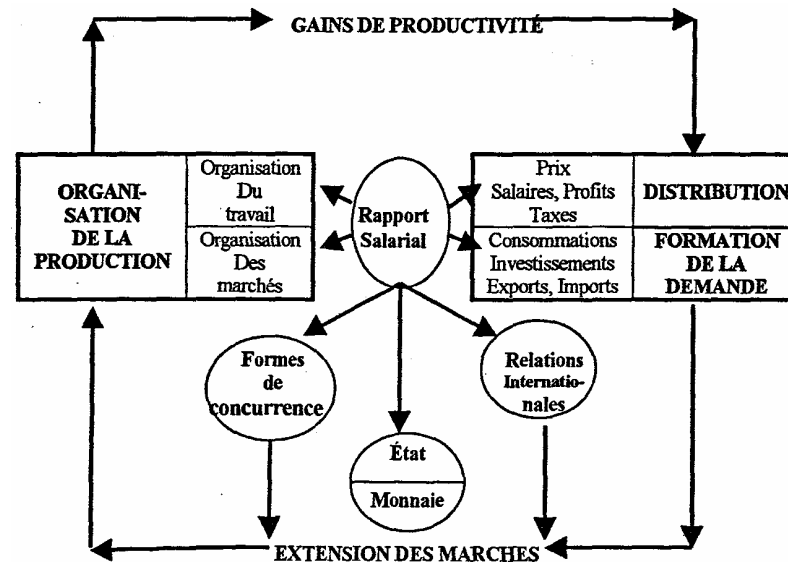 GAINS DE PRODUCTIVITÉ
ORGANI-
SATION
DE LA
PRODUCTION
Organisation
Du
travail
Organisation
Des
marchés
Rapport
Salarial
Prix
Salaires, Profits
Taxes
DISTRIBUTION
Consommations
Investissements
Exports, Imports
FORMATION
DE LA
DEMANDE
Formes
de
concurrence
État
Monnaie
Relations
Internatio-
nales
EXTENSION DES MARCHES